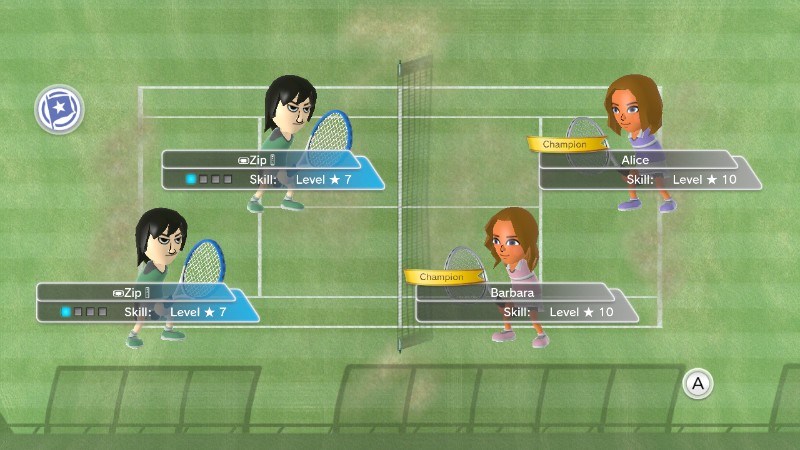 Zip
Skill: Level ★ 7
Champion
Alice
Skill: Level ★ 10
Zip
Skill: Level ★ 7
Champion
Barbara
Skill: Level ★ 10
A